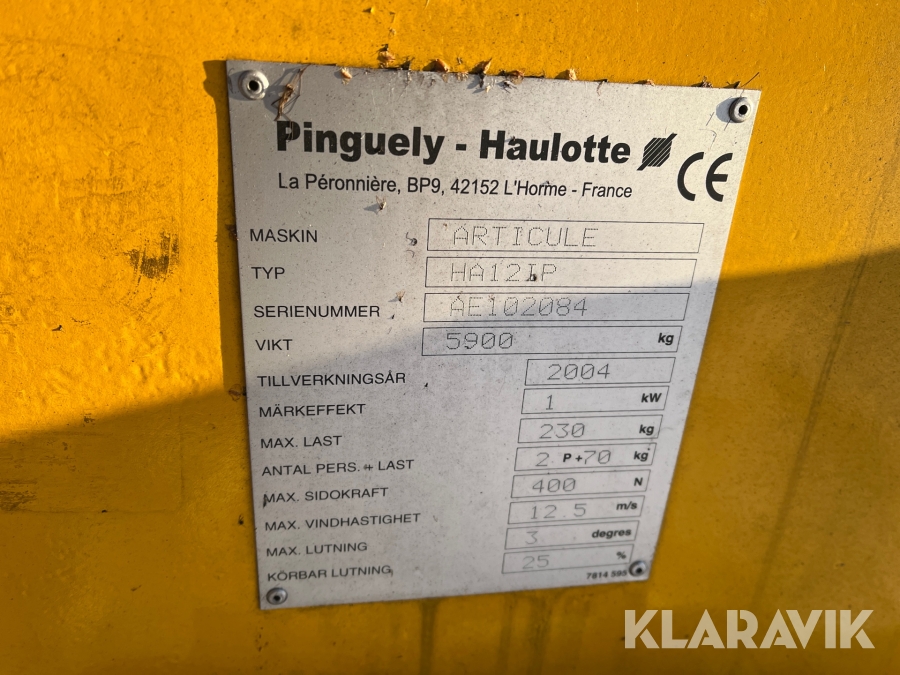 Pinguely - Haulotte
CE
La Péronnière, BP9, 42152 L'Horme - France
MASKIN ARTICULE
TYP HA12IP
SERIENUMMER AE102084
VIKT 5900 kg
TILLVERKNINGSÅR 2004
MÄRKEFFEKT 1 kW
MAX. LAST 230 kg
ANTAL PERS. + LAST 2 P + 70 kg
MAX. SIDOKRAFT 400 N
MAX. VINDHASTIGHET 12.5 m/s
MAX. LUTNING 3 degres
KÖRBAR LUTNING 25 %
7814 595
KLARAVIK